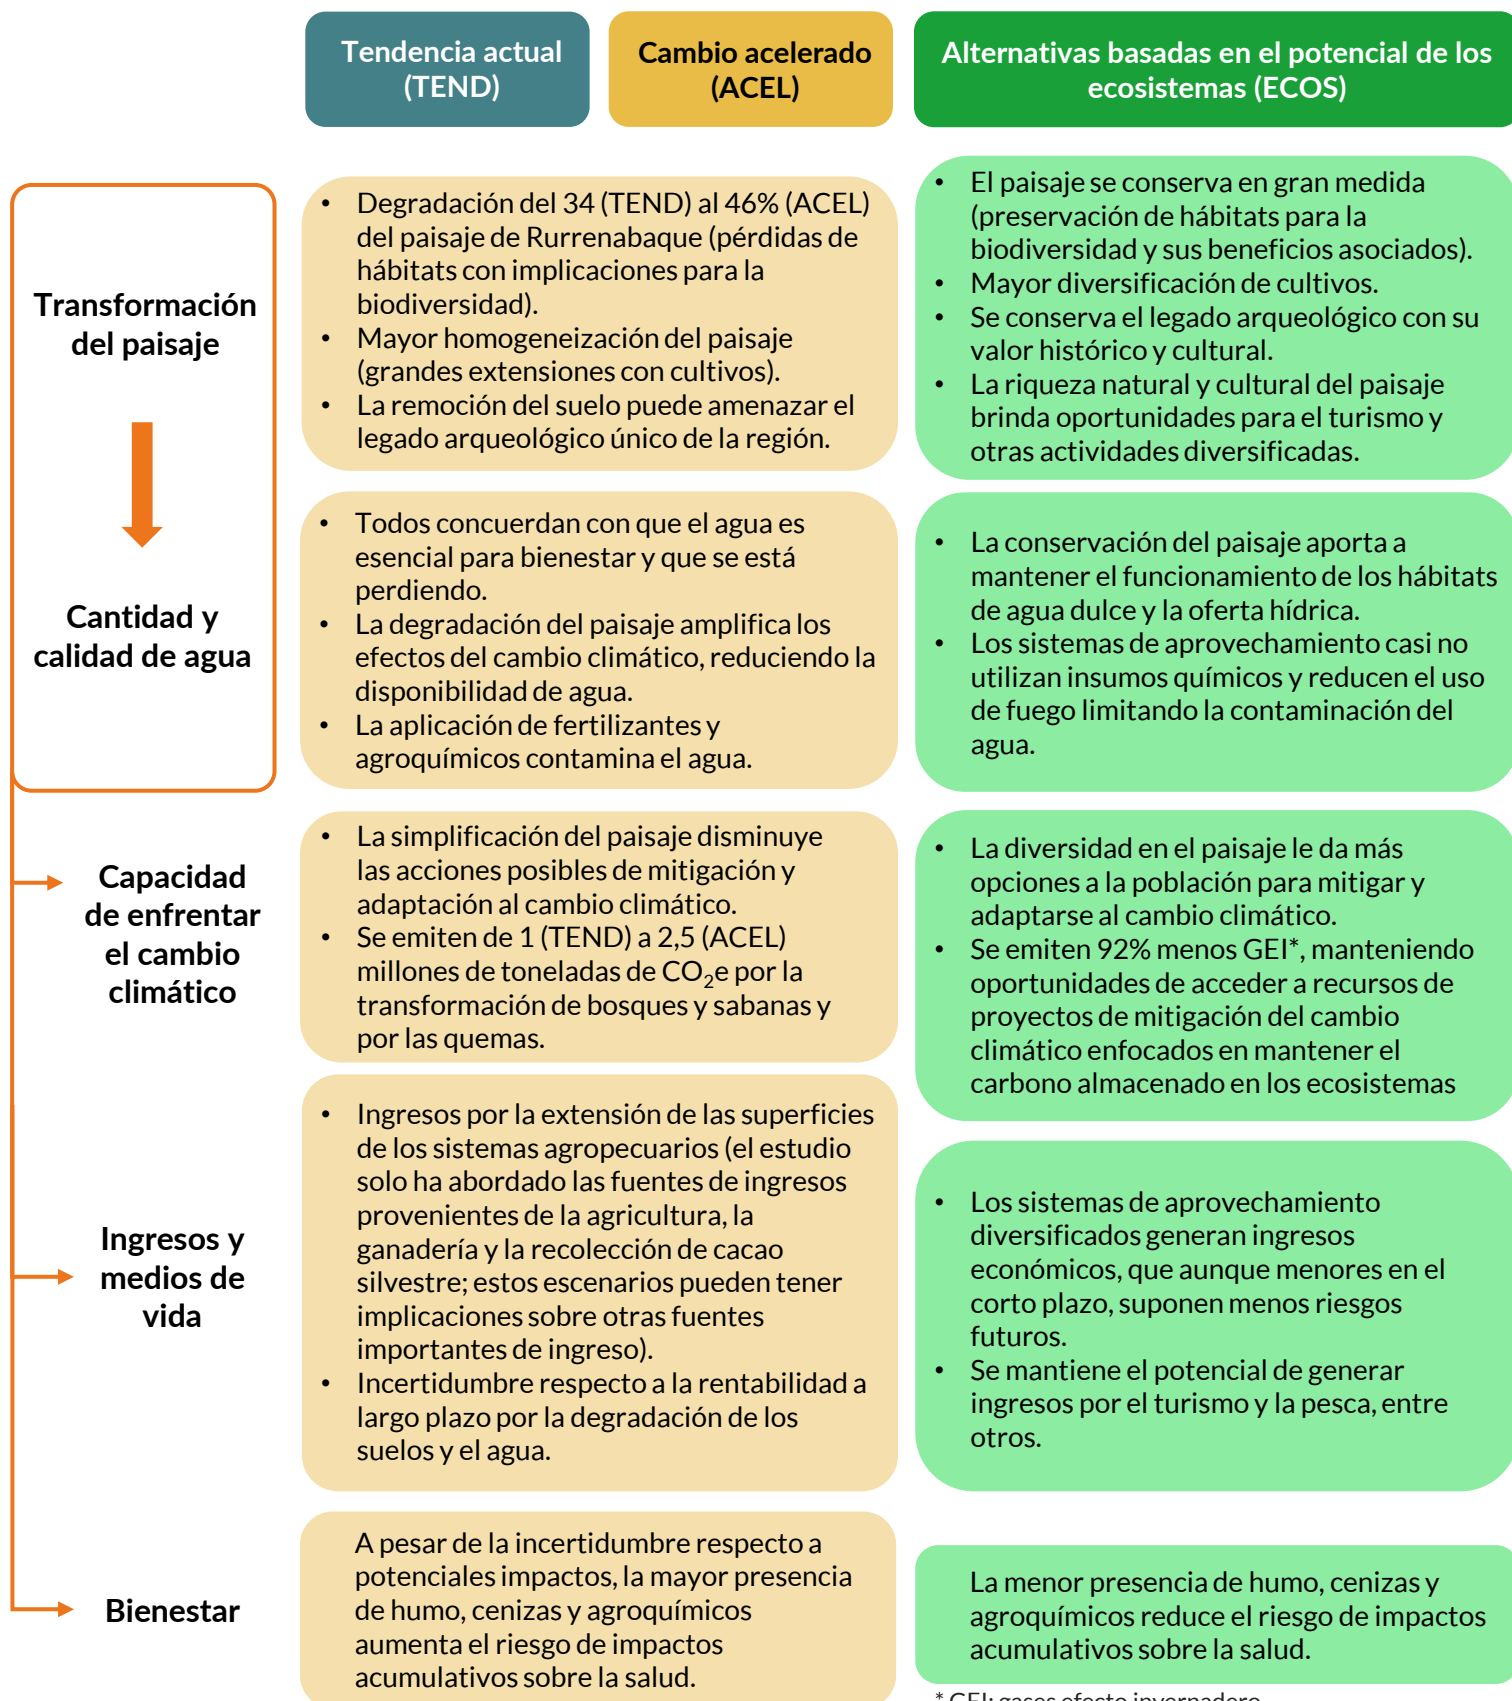 Tendencia actual
(TEND)
Cambio acelerado
(ACEL)
Alternativas basadas en el potencial de los
ecosistemas (ECOS)
Transformación
del paisaje
• Degradación del 34 (TEND) al 46% (ACEL)
del paisaje de Rurrenabaque (pérdidas de
hábitats con implicaciones para la
biodiversidad).
• Mayor homogeneización del paisaje
(grandes extensiones con cultivos).
• La remoción del suelo puede amenazar el
legado arqueológico único de la región.
• El paisaje se conserva en gran medida
(preservación de hábitats para la
biodiversidad y sus beneficios asociados).
• Mayor diversificación de cultivos.
• Se conserva el legado arqueológico con su
valor histórico y cultural.
• La riqueza natural y cultural del paisaje
brinda oportunidades para el turismo y
otras actividades diversificadas.
Cantidad y
calidad de agua
• Todos concuerdan con que el agua es
esencial para bienestar y que se está
perdiendo.
• La degradación del paisaje amplifica los
efectos del cambio climático, reduciendo la
disponibilidad de agua.
• La aplicación de fertilizantes y
agroquímicos contamina el agua.
• La conservación del paisaje aporta a
mantener el funcionamiento de los hábitats
de agua dulce y la oferta hídrica.
• Los sistemas de aprovechamiento casi no
utilizan insumos químicos y reducen el uso
de fuego limitando la contaminación del
agua.
Capacidad
de enfrentar
el cambio
climático
• La simplificación del paisaje disminuye
las acciones posibles de mitigación y
adaptación al cambio climático.
• Se emiten de 1 (TEND) a 2,5 (ACEL)
millones de toneladas de CO₂e por la
transformación de bosques y sabanas y
por las quemas.
• La diversidad en el paisaje le da más
opciones a la población para mitigar y
adaptarse al cambio climático.
• Se emiten 92% menos GEI*, manteniendo
oportunidades de acceder a recursos de
proyectos de mitigación del cambio
climático enfocados en mantener el
carbono almacenado en los ecosistemas
Ingresos y
medios de
vida
• Ingresos por la extensión de las superficies
de los sistemas agropecuarios (el estudio
solo ha abordado las fuentes de ingresos
provenientes de la agricultura, la
ganadería y la recolección de cacao
silvestre; estos escenarios pueden tener
implicaciones sobre otras fuentes
importantes de ingreso).
• Incertidumbre respecto a la rentabilidad a
largo plazo por la degradación de los
suelos y el agua.
• Los sistemas de aprovechamiento
diversificados generan ingresos
económicos, que aunque menores en el
corto plazo, suponen menos riesgos
futuros.
• Se mantiene el potencial de generar
ingresos por el turismo y la pesca, entre
otros.
Bienestar
A pesar de la incertidumbre respecto a
potenciales impactos, la mayor presencia
de humo, cenizas y agroquímicos
aumenta el riesgo de impactos
acumulativos sobre la salud.
La menor presencia de humo, cenizas y
agroquímicos reduce el riesgo de impactos
acumulativos sobre la salud.
* GEI: gases efecto invernadero